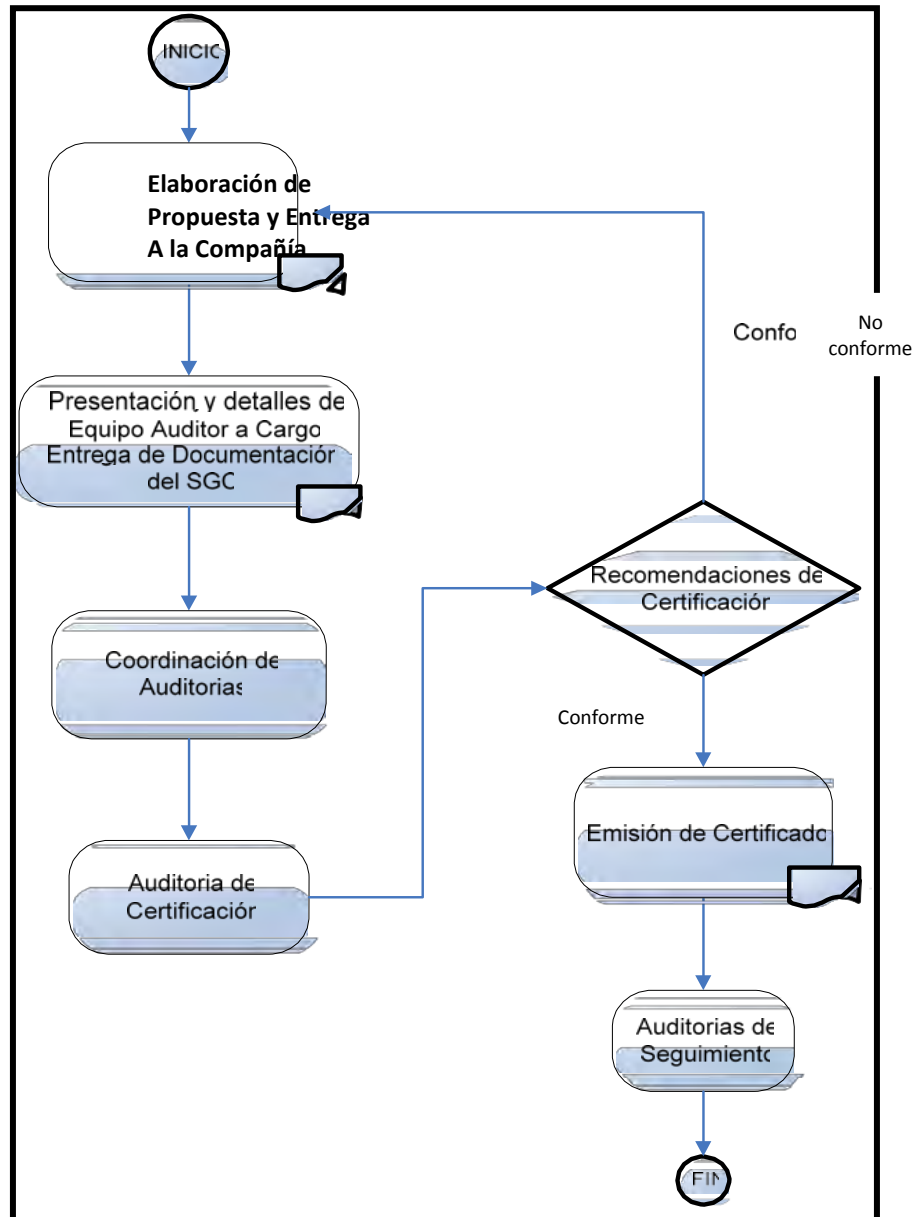 INICIO
Elaboración de
Propuesta y Entrega
A la Compañía
Presentación y detalles de
Equipo Auditor a Cargo
Entrega de Documentación
del SGC
Coordinación de
Auditorias
Auditoria de
Certificación
Confo
No
conforme
Recomendaciones de
Certificación
Conforme
Emisión de Certificado
Auditorias de
Seguimiento
FIN